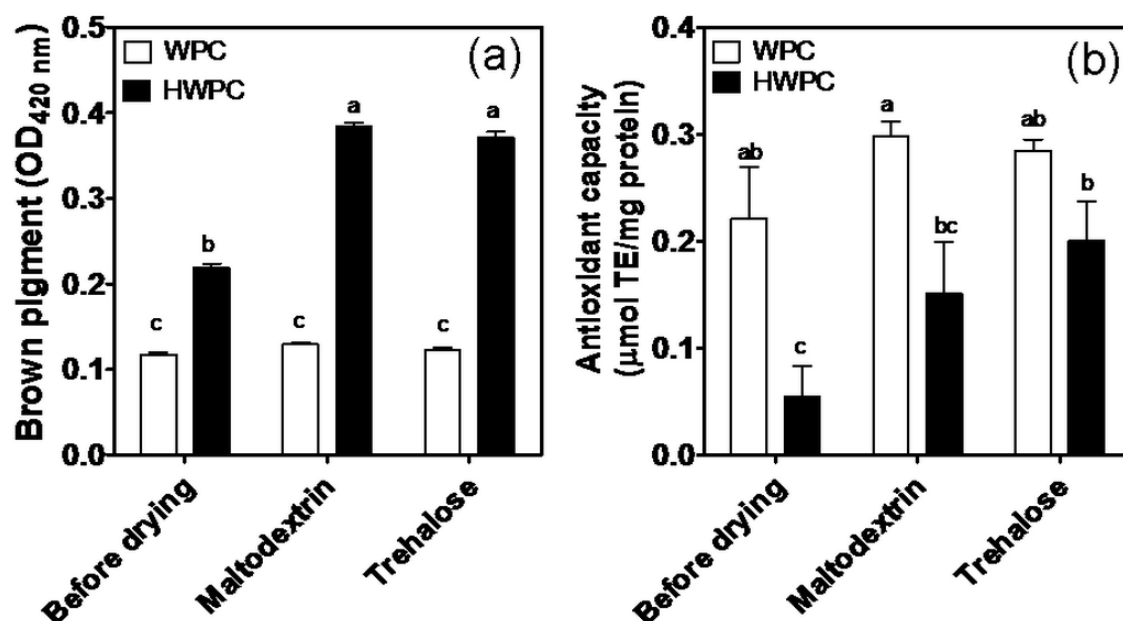 Brown pigment (OD420 nm)
0.5
0.4
0.3
0.2
0.1
0.0
WPC
HWPC
(a)
c
b
c
a
c
a
Before drying
Maltodextrin
Trehalose
Antioxidant capacity
(μmol TE/mg protein)
0.4
0.3
0.2
0.1
0.0
WPC
HWPC
(b)
ab
c
a
bc
ab
b
Before drying
Maltodextrin
Trehalose